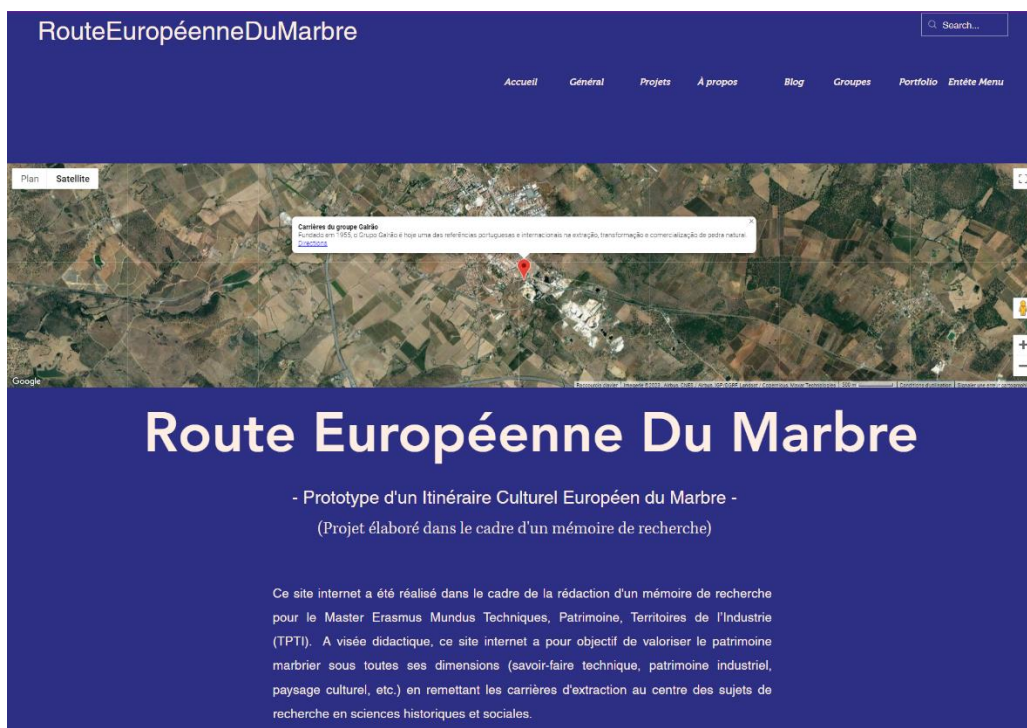 RouteEuropéenneDuMarbre
Search...
Accueil Général Projets À propos Blog Groupes Portfolio Entête Menu
Plan Satellite
Carrières du groupe Galrão
Fundado em 1955, o Grupo Galrão é hoje uma das referências portuguesas e internacionais na extração, transformação e comercialização de pedra natural.
Directions
Google
Raccourcis clavier
Conditions d'utilisation
Route Européenne Du Marbre
- Prototype d'un Itinéraire Culturel Européen du Marbre -
(Projet élaboré dans le cadre d'un mémoire de recherche)
Ce site internet a été réalisé dans le cadre de la rédaction d'un mémoire de recherche
pour le Master Erasmus Mundus Techniques, Patrimoine, Territoires de l'Industrie
(TPTI). A visée didactique, ce site internet a pour objectif de valoriser le patrimoine
marbrier sous toutes ses dimensions (savoir-faire technique, patrimoine industriel,
paysage culturel, etc.) en remettant les carrières d'extraction au centre des sujets de
recherche en sciences historiques et sociales.